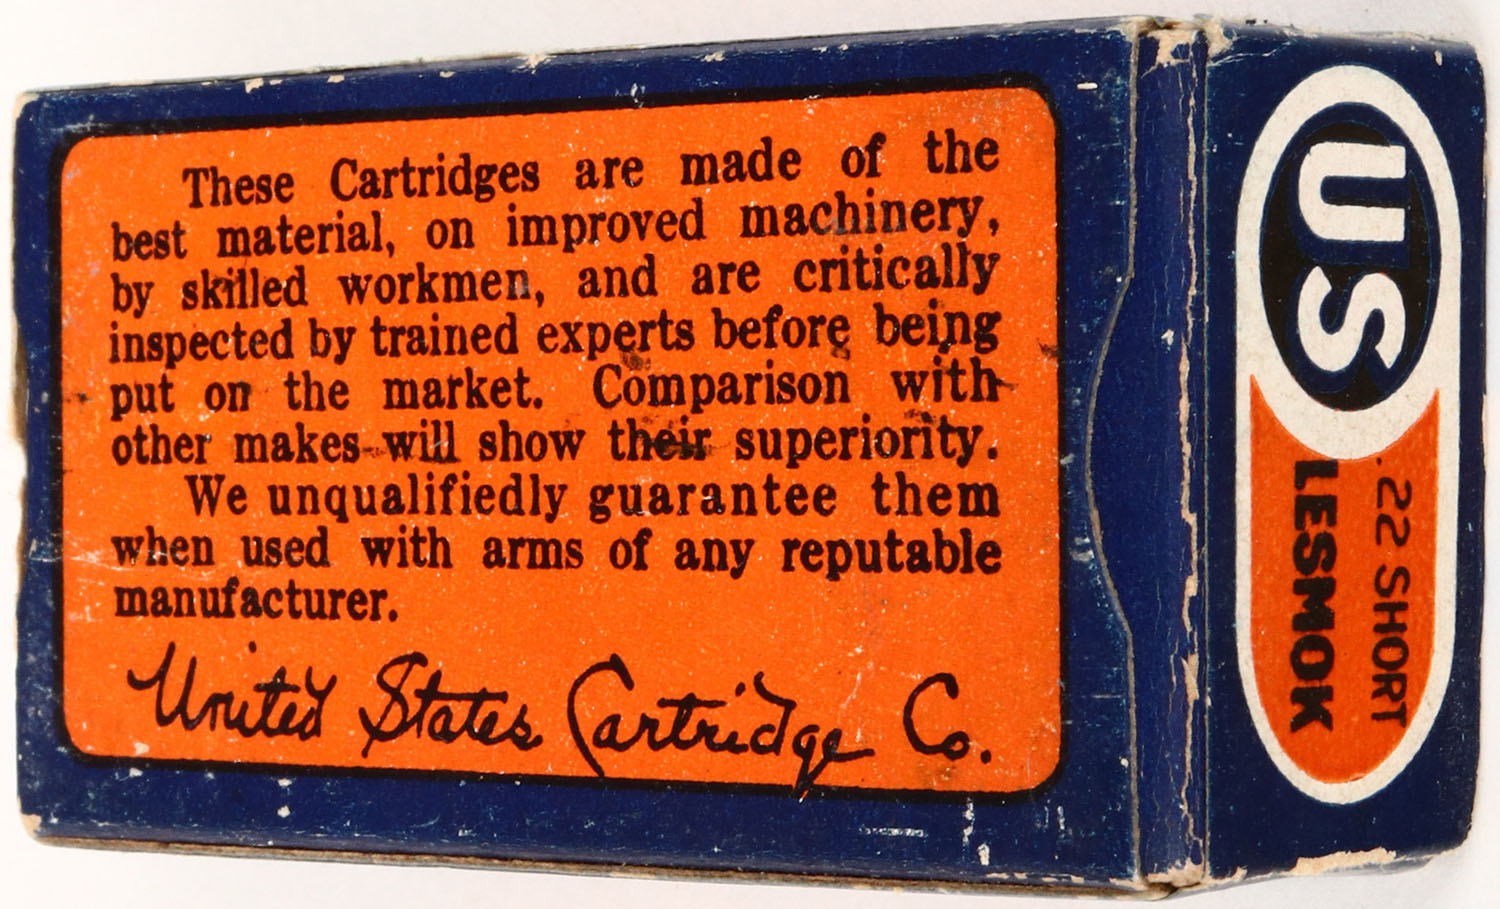 These Cartridges are made of the
best material, on improved machinery,
by skilled workmen, and are critically
inspected by trained experts before being
put on the market. Comparison with
other makes will show their superiority.
We unqualifiedly guarantee them
when used with arms of any reputable
manufacturer.
United States Cartridge Co.
US
.22 SHORT
LESMOK